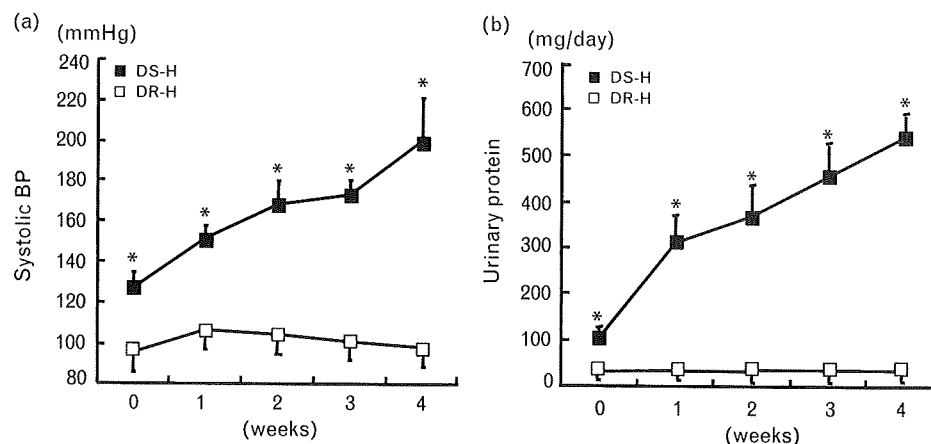 (a)
(mmHg)
240
220
200
180
160
140
120
100
80
Systolic BP
DS-H
DR-H
*
*
*
*
*
0 1 2 3 4
(weeks)
(b)
(mg/day)
700
600
500
400
300
200
100
0
Urinary protein
DS-H
DR-H
*
*
*
*
*
0 1 2 3 4
(weeks)